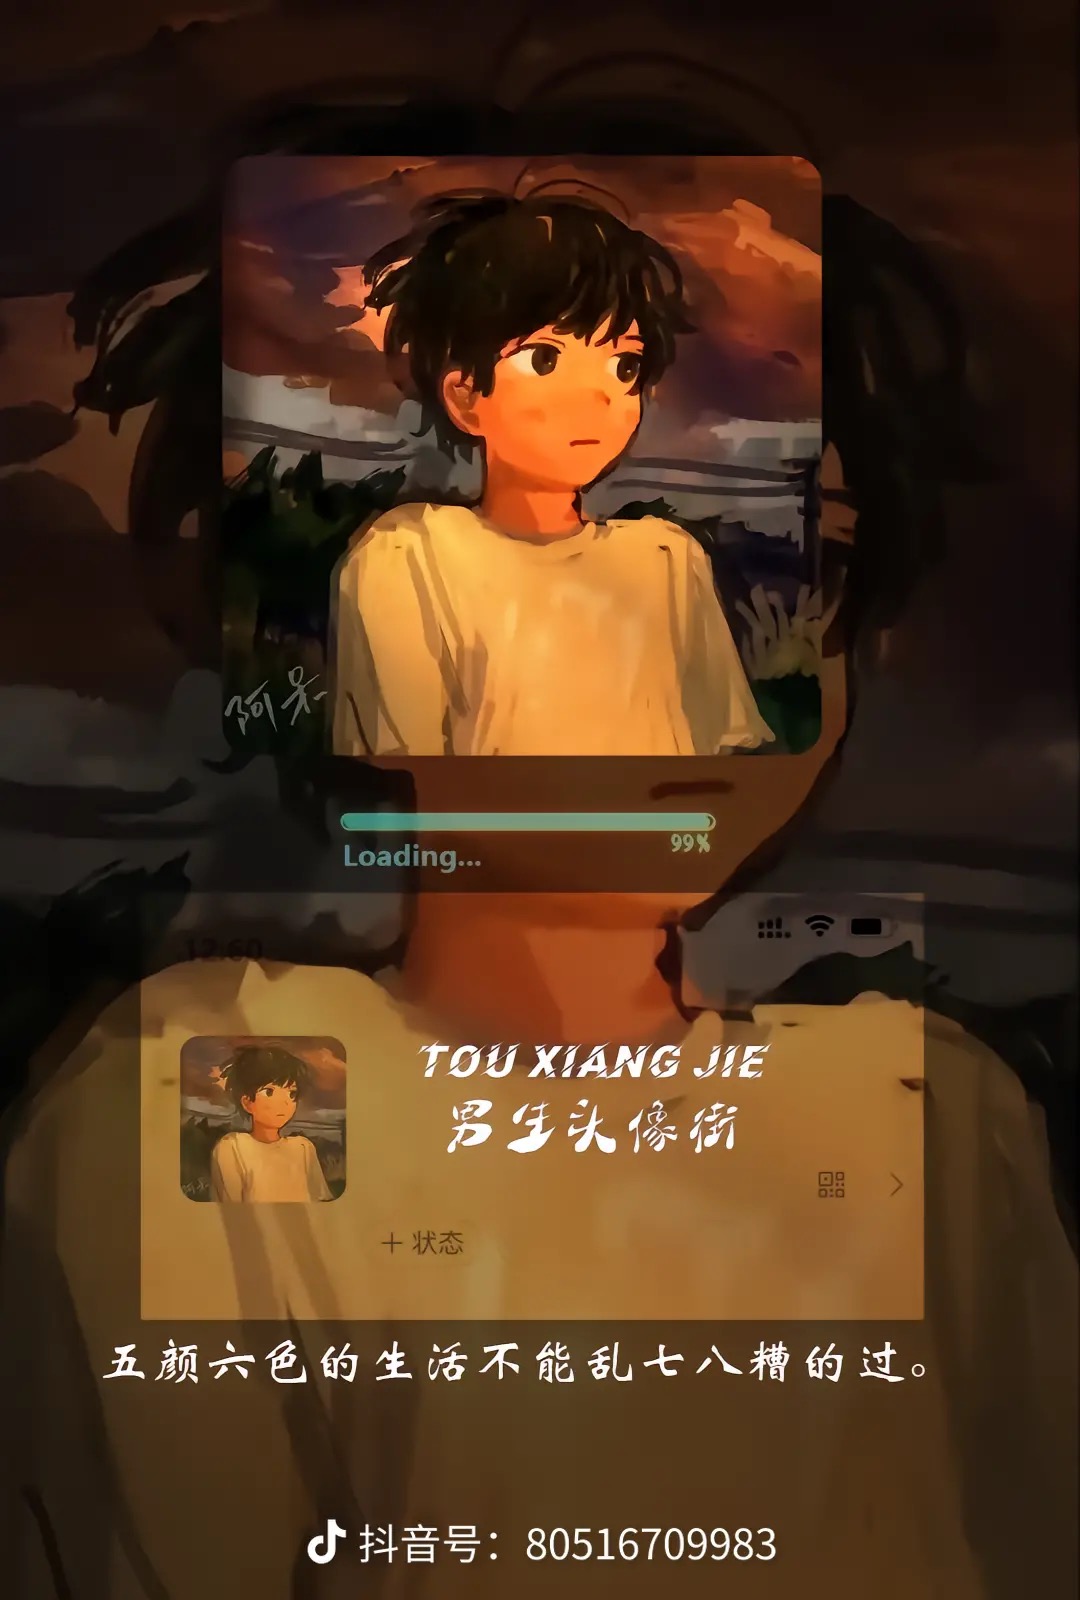 阿呆
99%
Loading...
12:60
TOU XIANG JIE
男生头像街
+ 状态
五颜六色的生活不能乱七八糟的过。
抖音号：80516709983